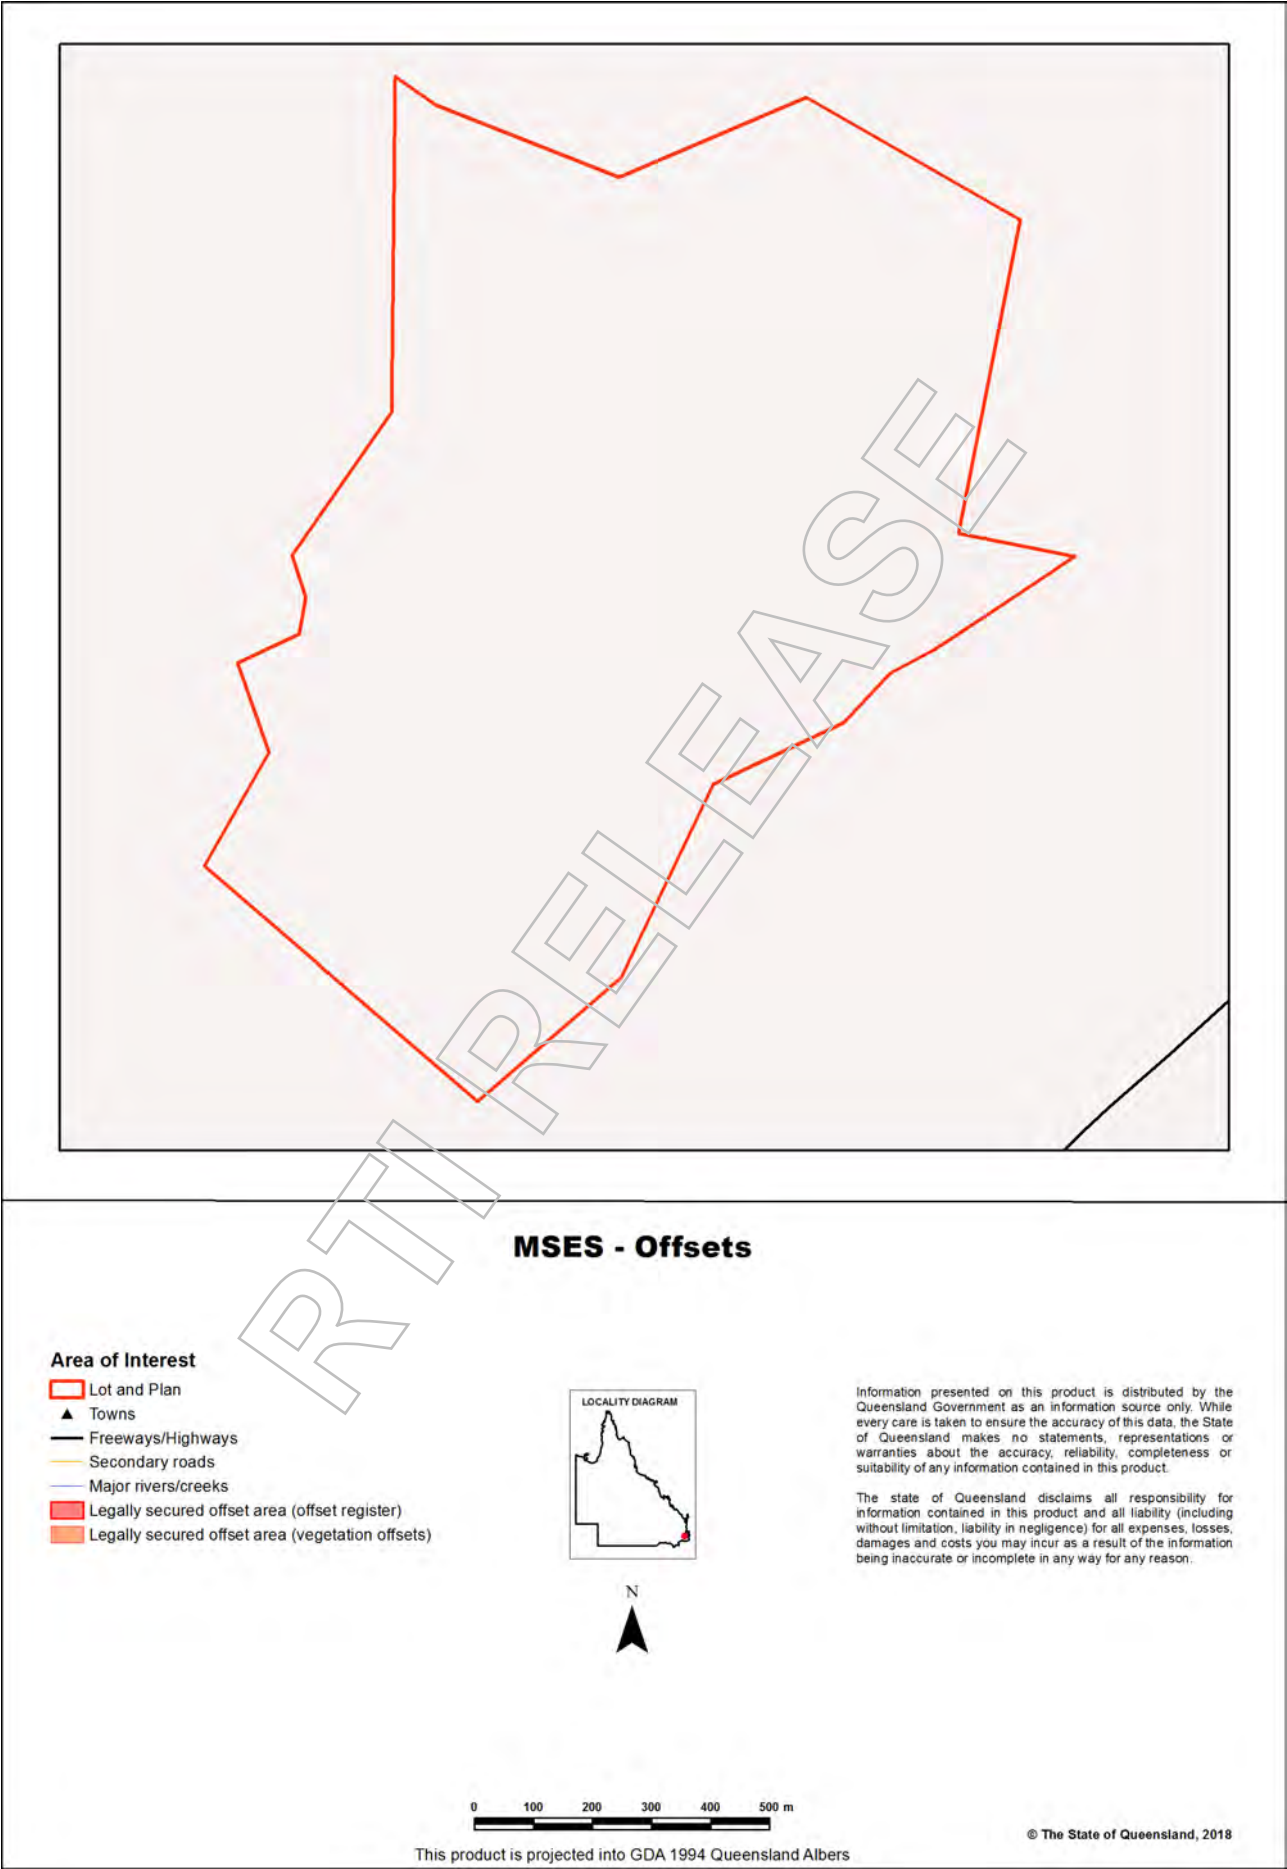 RTI RELEASE
MSES - Offsets
Area of Interest
Lot and Plan
Towns
Freeways/Highways
Secondary roads
Major rivers/creeks
Legally secured offset area (offset register)
Legally secured offset area (vegetation offsets)
LOCALITY DIAGRAM
N
Information presented on this product is distributed by the
Queensland Government as an information source only. While
every care is taken to ensure the accuracy of this data, the State
of Queensland makes no statements, representations or
warranties about the accuracy, reliability, completeness or
suitability of any information contained in this product.
The state of Queensland disclaims all responsibility for
information contained in this product and all liability (including
without limitation, liability in negligence) for all expenses, losses,
damages and costs you may incur as a result of the information
being inaccurate or incomplete in any way for any reason.
0 100 200 300 400 500 m
This product is projected into GDA 1994 Queensland Albers
© The State of Queensland, 2018